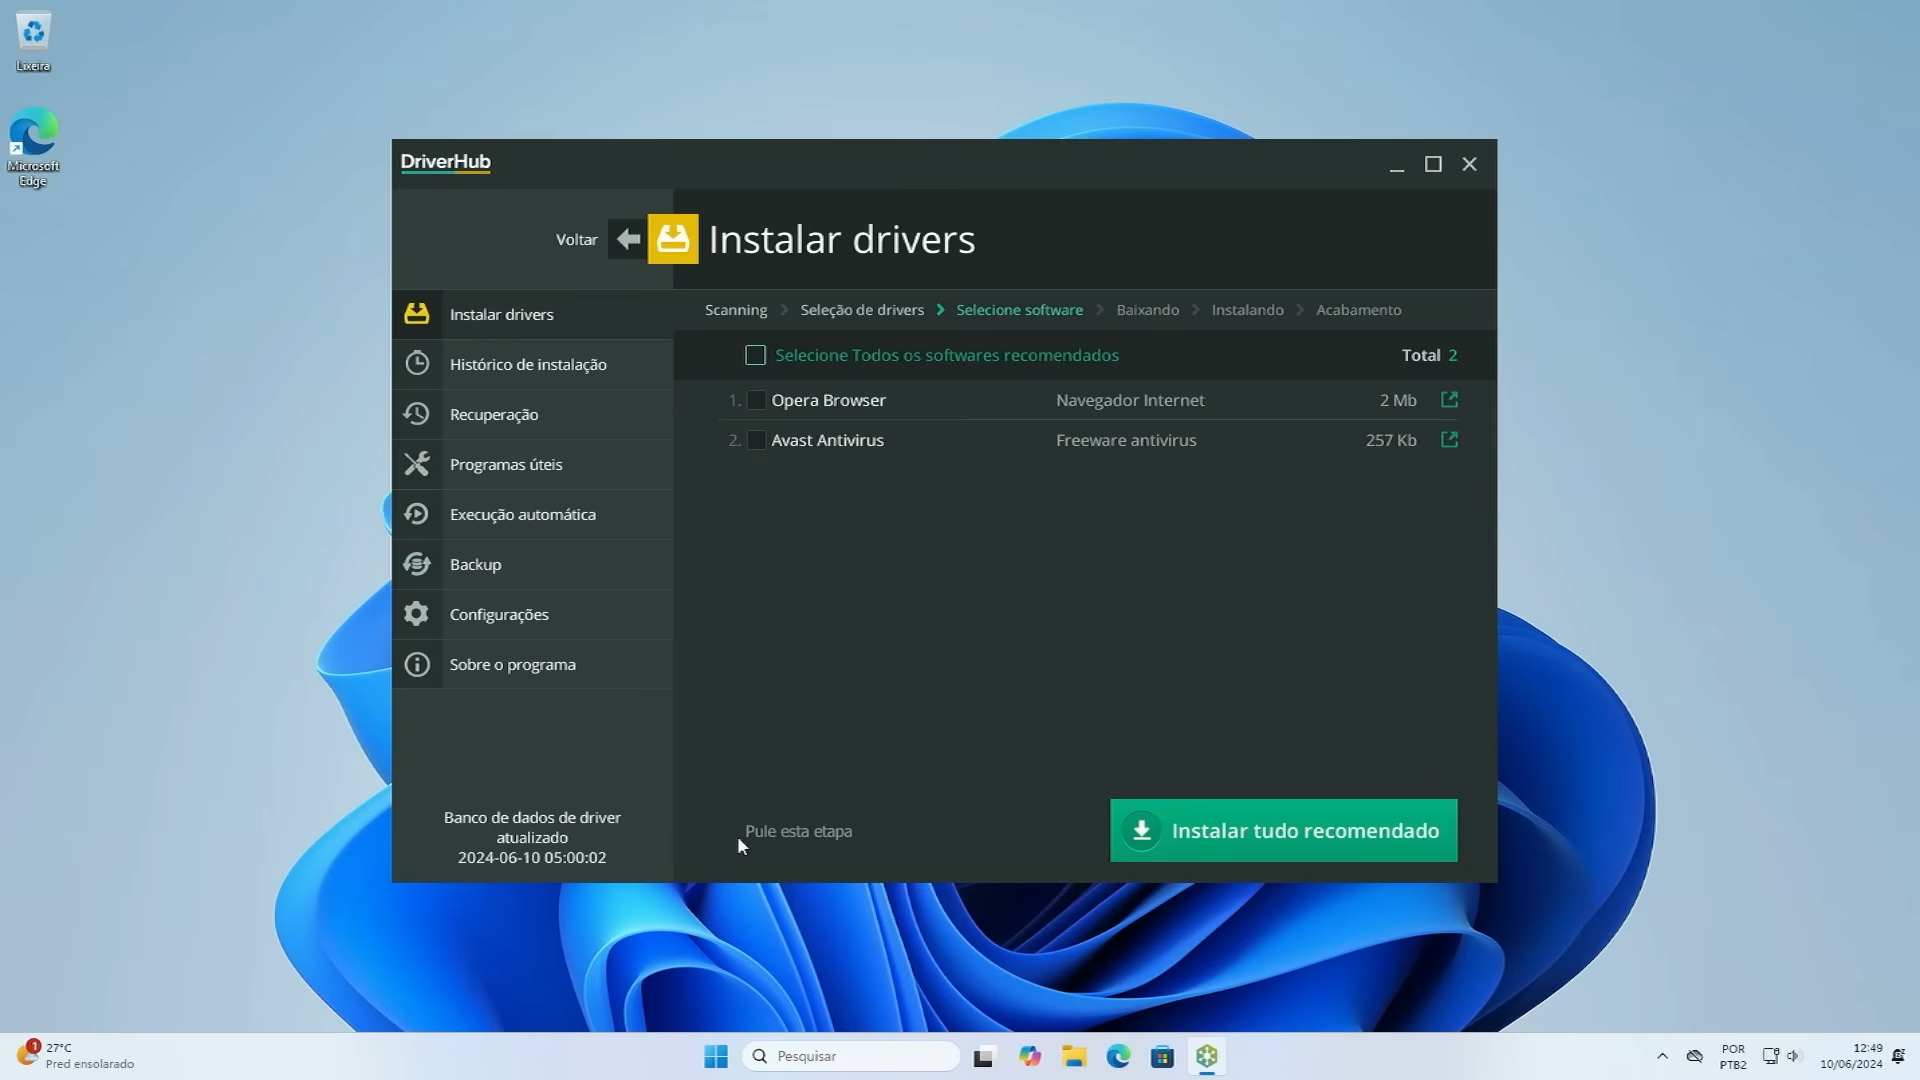 Lixeira
Microsoft
Edge
DriverHub
Voltar
Instalar drivers
Instalar drivers
Histórico de instalação
Recuperação
Programas úteis
Execução automática
Backup
Configurações
Sobre o programa
Banco de dados de driver
atualizado
2024-06-10 05:00:02
Scanning Seleção de drivers Selecione software Baixando Instalando Acabamento
Selecione Todos os softwares recomendados Total 2
1. Opera Browser Navegador Internet 2 Mb
2. Avast Antivirus Freeware antivirus 257 Kb
Pule esta etapa
Instalar tudo recomendado
1
27°C
Pred ensolarado
Pesquisar
POR
PTB2
12:49
10/06/2024